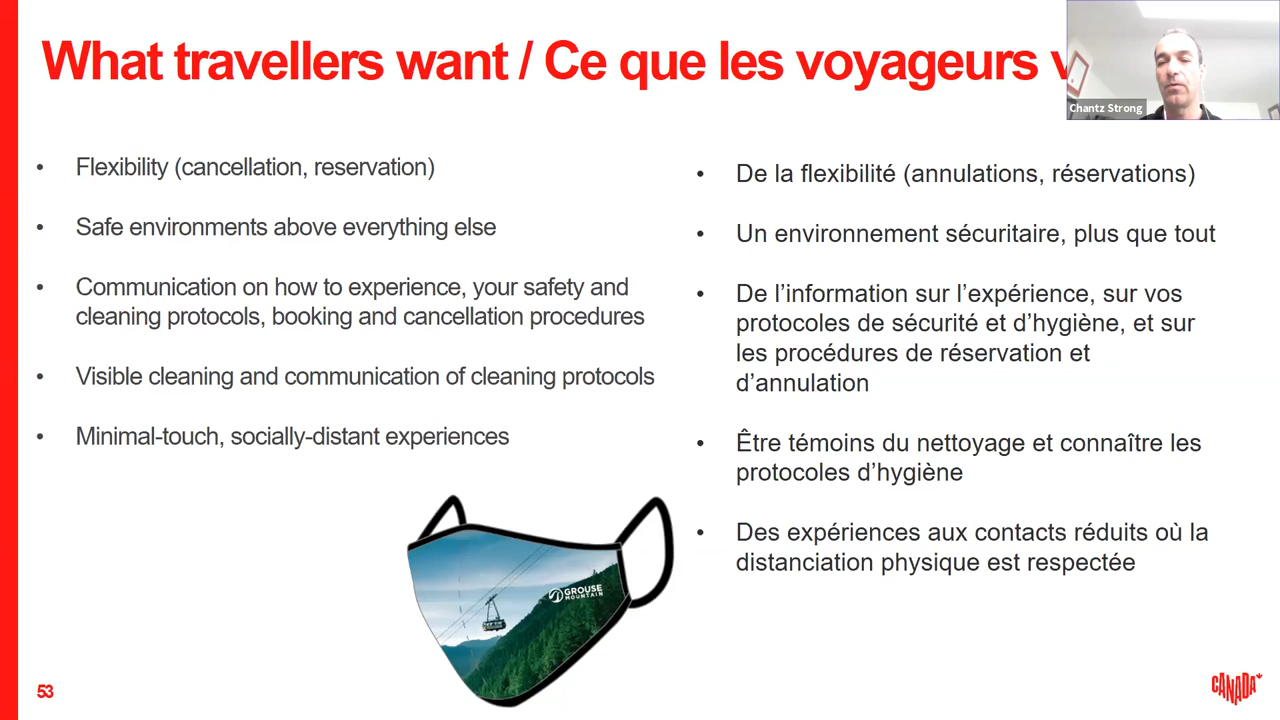 What travellers want / Ce que les voyageurs
Chantz Strong
• Flexibility (cancellation, reservation)
• Safe environments above everything else
• Communication on how to experience, your safety and
cleaning protocols, booking and cancellation procedures
• Visible cleaning and communication of cleaning protocols
• Minimal-touch, socially-distant experiences
• De la flexibilité (annulations, réservations)
• Un environnement sécuritaire, plus que tout
• De l’information sur l’expérience, sur vos
protocoles de sécurité et d’hygiène, et sur
les procédures de réservation et
d’annulation
• Être témoins du nettoyage et connaître les
protocoles d’hygiène
• Des expériences aux contacts réduits où la
distanciation physique est respectée
GROUSE
MOUNTAIN
53
CANADA